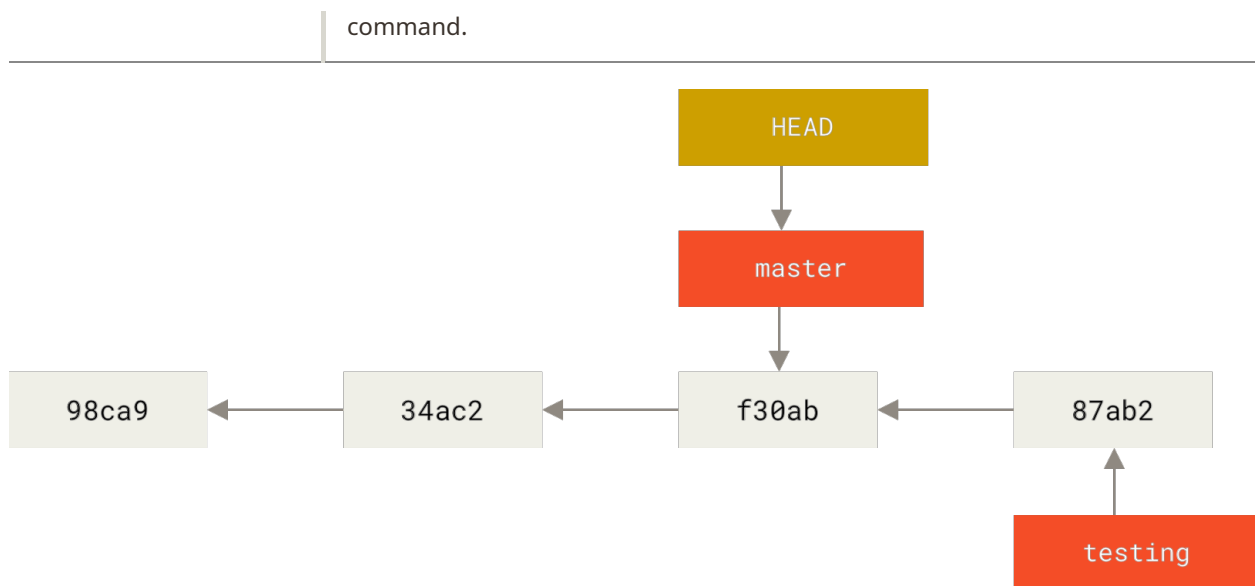 command.
HEAD
master
98ca9
34ac2
f30ab
87ab2
testing